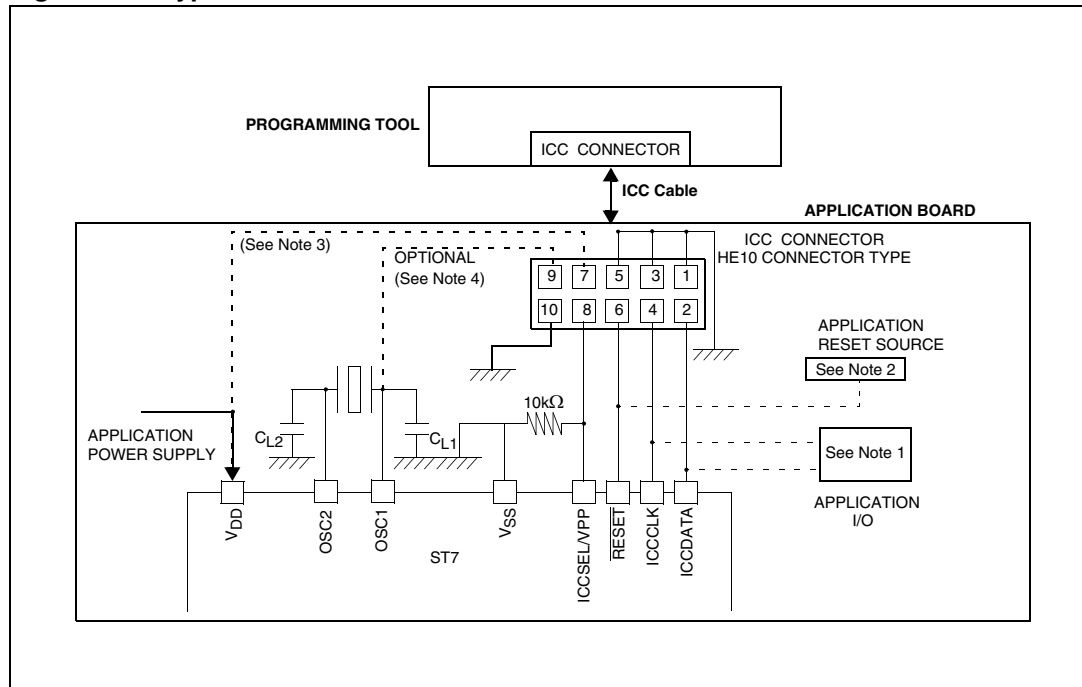 PROGRAMMING TOOL
ICC CONNECTOR
ICC Cable
APPLICATION BOARD
(See Note 3)
OPTIONAL
(See Note 4)
ICC CONNECTOR
HE10 CONNECTOR TYPE
9 7 5 3 1
10 8 6 4 2
APPLICATION
RESET SOURCE
See Note 2
10kΩ
CL2
CL1
APPLICATION
POWER SUPPLY
See Note 1
APPLICATION
I/O
VDD
OSC2
OSC1
VSS
ICCSEL/VPP
RESET
ICCCLK
ICCDATA
ST7